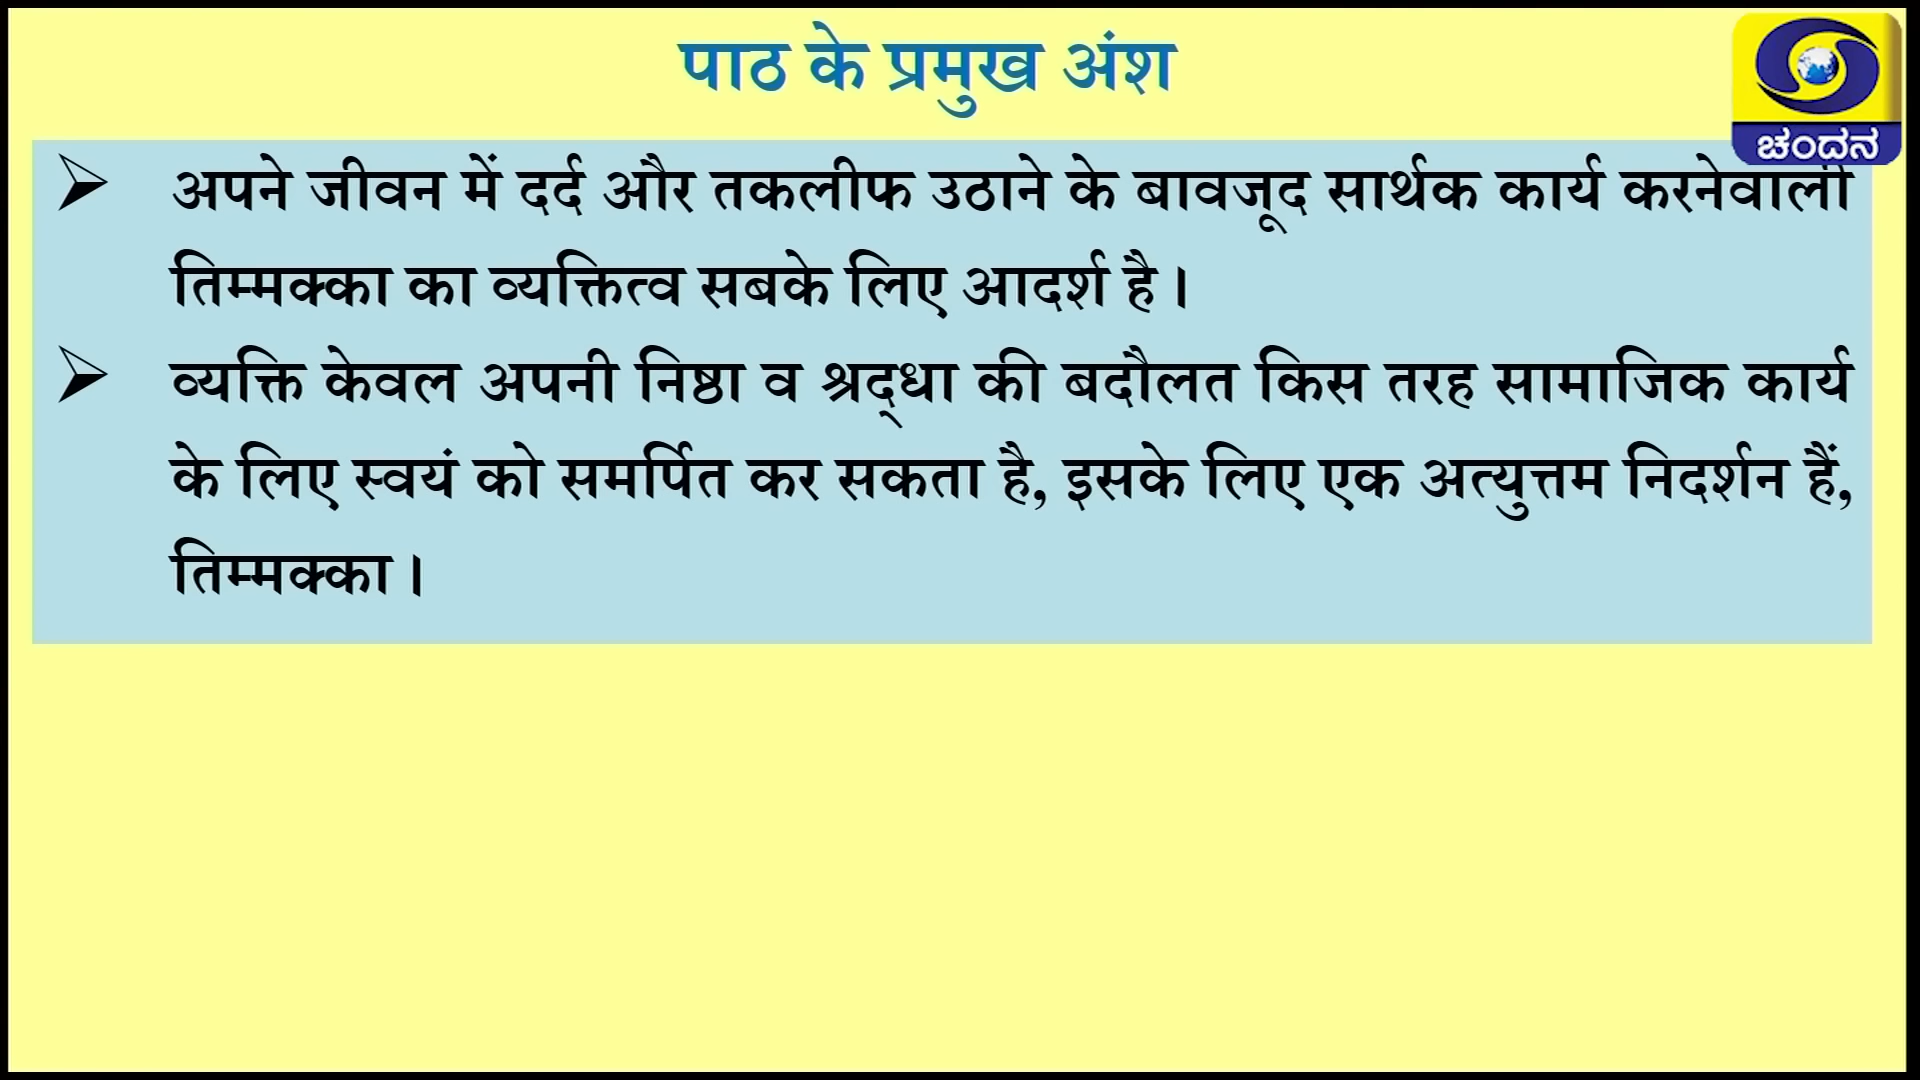 पाठ के प्रमुख अंश
ಚಂದನ
➢ अपने जीवन में दर्द और तकलीफ उठाने के बावजूद सार्थक कार्य करनेवाली
तिम्मक्का का व्यक्तित्व सबके लिए आदर्श है।
➢ व्यक्ति केवल अपनी निष्ठा व श्रद्‌धा की बदौलत किस तरह सामाजिक कार्य
के लिए स्वयं को समर्पित कर सकता है, इसके लिए एक अत्युत्तम निदर्शन हैं,
तिम्मक्का।